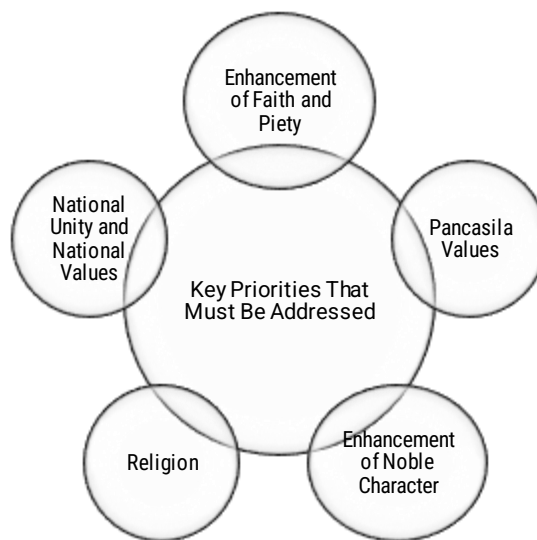 Enhancement
of Faith and
Piety
National
Unity and
National
Values
Pancasila
Values
Key Priorities That
Must Be Addressed
Religion
Enhancement
of Noble
Character